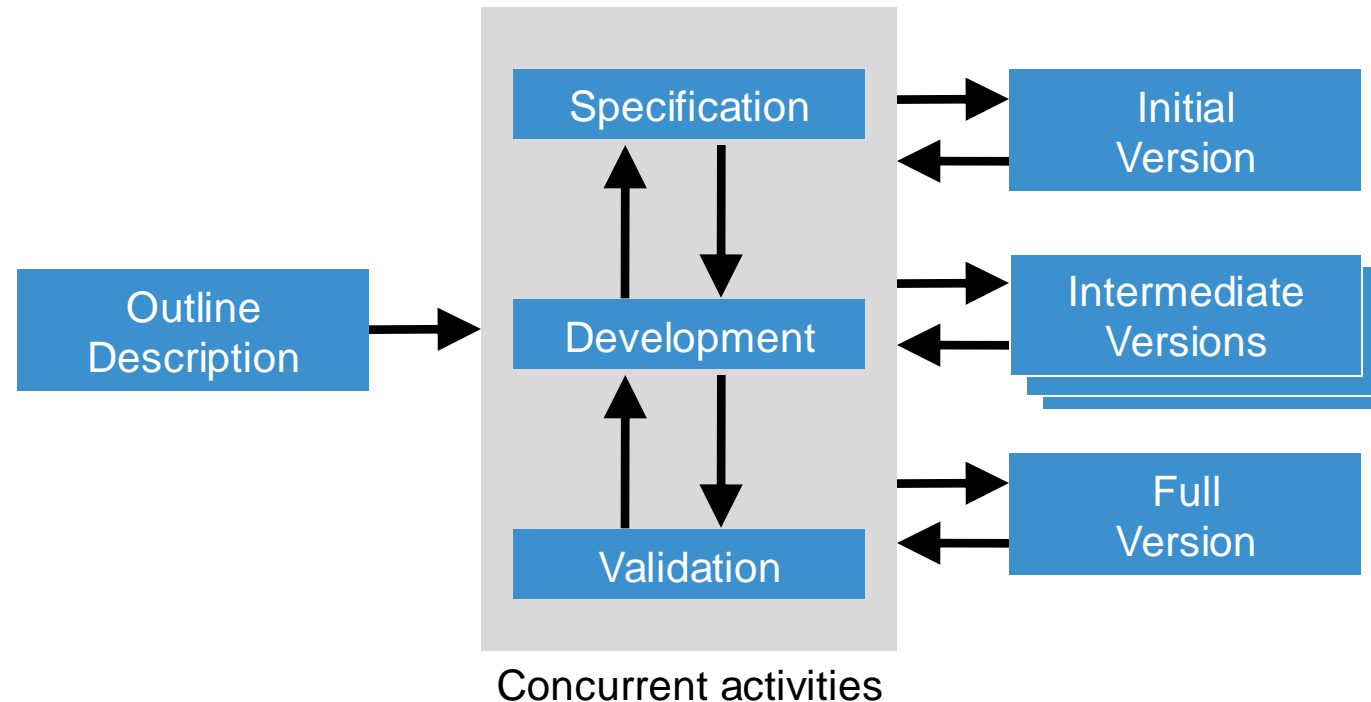 Outline
Description
Specification
Development
Validation
Concurrent activities
Initial
Version
Intermediate
Versions
Full
Version